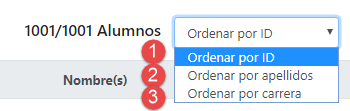 1001/1001 Alumnos
Ordenar por ID
1 Ordenar por ID
Nombre(s)
2 Ordenar por apellidos
3 Ordenar por carrera